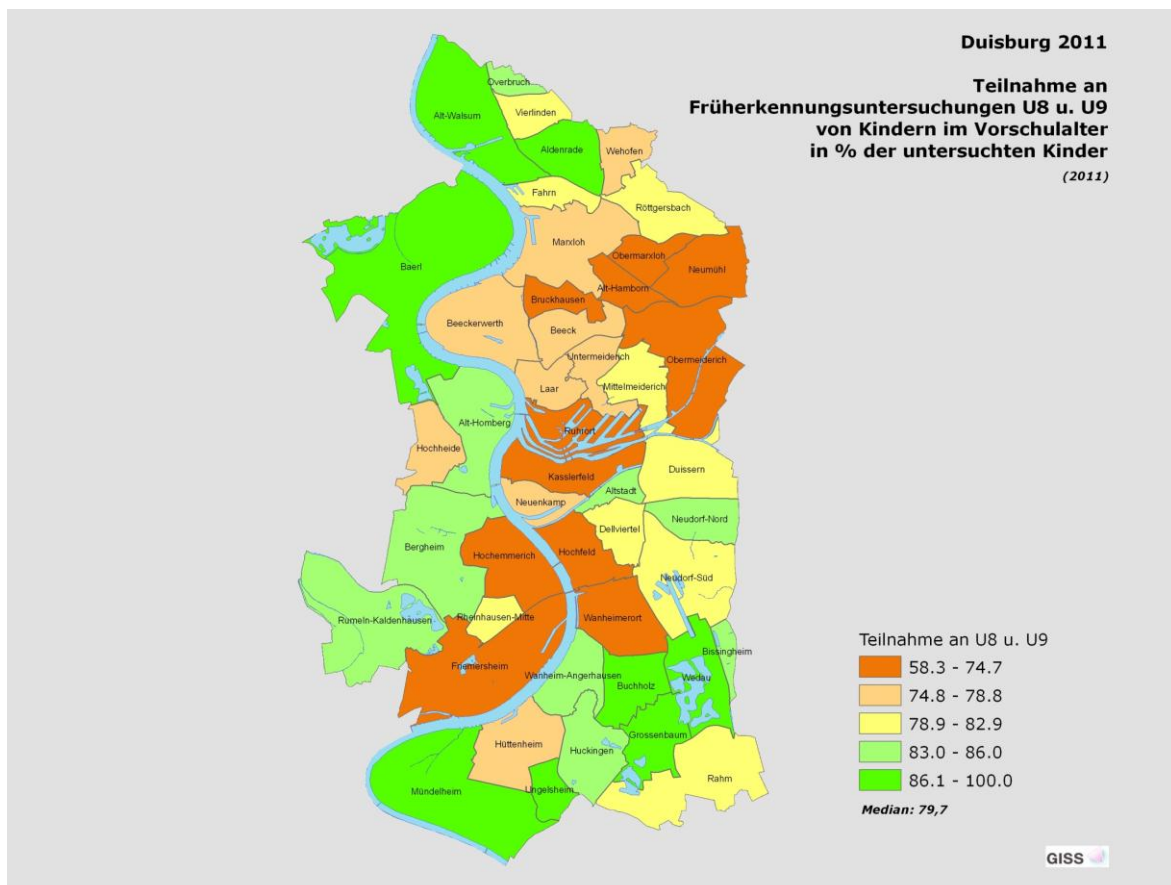 Duisburg 2011
Teilnahme an
Früherkennungsuntersuchungen U8 u. U9
von Kindern im Vorschulalter
in % der untersuchten Kinder
(2011)
Overbruch
Alt-Walsum
Vierlinden
Aldenrade
Wehofen
Fahrn
Röttgersbach
Marxloh
Obermarxloh
Neumühl
Baerl
Alt-Hamborn
Bruckhausen
Beeckerwerth
Beeck
Untermeiderich
Obermeiderich
Laar
Mittelmeiderich
Alt-Homberg
Ruhrort
Hochheide
Duissern
Kasslerfeld
Altstadt
Neuenkamp
Neudorf-Nord
Dellviertel
Bergheim
Hochemmerich
Hochfeld
Neudorf-Süd
Rheinhausen-Mitte
Wanheimerort
Rumeln-Kaldenhausen
Bissingheim
Friemersheim
Wanheim-Angerhausen
Wedau
Buchholz
Grossenbaum
Hüttenheim
Huckingen
Rahm
Mündelheim
Ungelsheim
Teilnahme an U8 u. U9
58.3 - 74.7
74.8 - 78.8
78.9 - 82.9
83.0 - 86.0
86.1 - 100.0
Median: 79,7
GISS